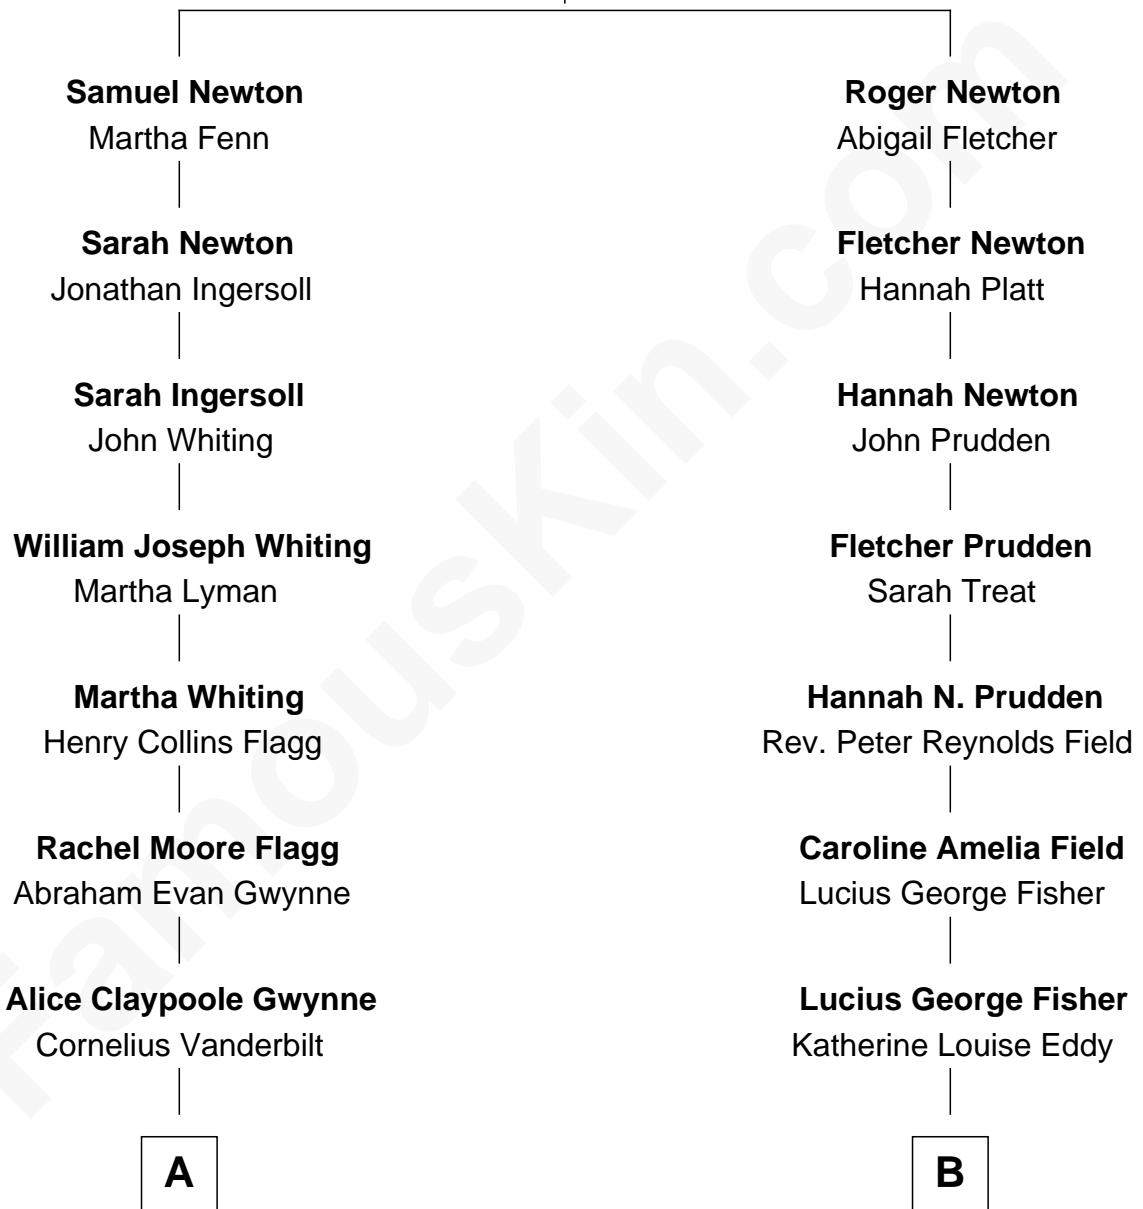 Samuel Newton
Martha Fenn
Sarah Newton
Jonathan Ingersoll
Sarah Ingersoll
John Whiting
William Joseph Whiting
Martha Lyman
Martha Whiting
Henry Collins Flagg
Rachel Moore Flagg
Abraham Evan Gwynne
Alice Claypoole Gwynne
Cornelius Vanderbilt
A
Roger Newton
Abigail Fletcher
Fletcher Newton
Hannah Platt
Hannah Newton
John Prudden
Fletcher Prudden
Sarah Treat
Hannah N. Prudden
Rev. Peter Reynolds Field
Caroline Amelia Field
Lucius George Fisher
Lucius George Fisher
Katherine Louise Eddy
B
FamousKin.com